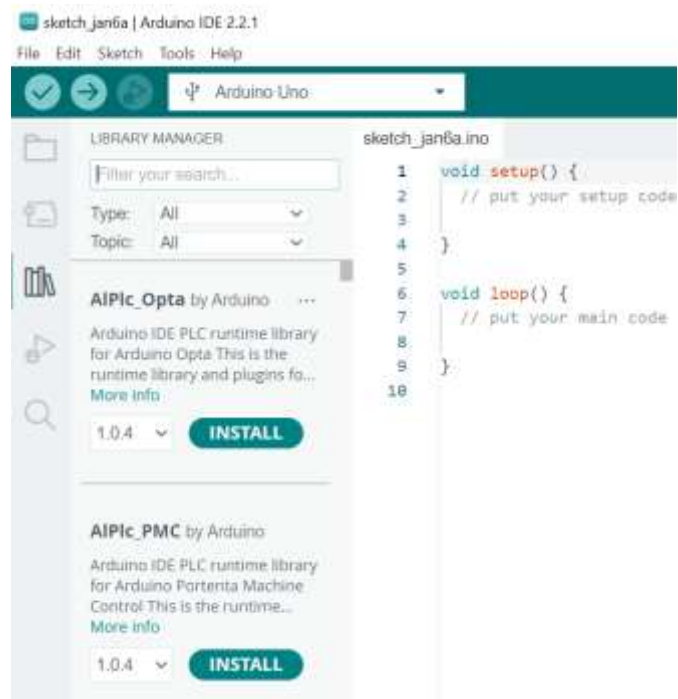 sketch_jan6a | Arduino IDE 2.2.1
File Edit Sketch Tools Help
Arduino Uno
LIBRARY MANAGER
Filter your search...
Type: All
Topic: All
AIPlc_Opta by Arduino ...
Arduino IDE PLC runtime library
for Arduino Opta This is the
runtime library and plugins fo...
More info
1.0.4 INSTALL
AIPlc_PMC by Arduino
Arduino IDE PLC runtime library
for Arduino Portenta Machine
Control This is the runtime...
More info
1.0.4 INSTALL
sketch_jan6a.ino
1 void setup() {
2 // put your setup code
3
4 }
5
6 void loop() {
7 // put your main code
8
9 }
10